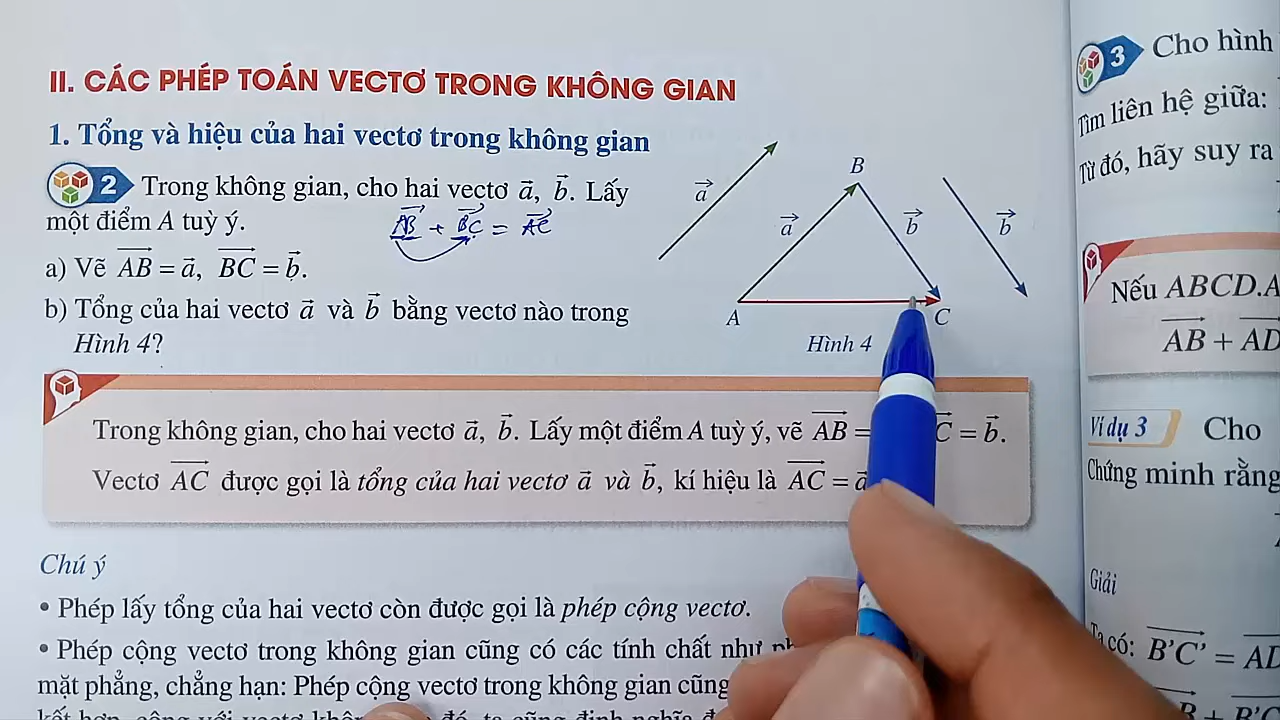 II. CÁC PHÉP TOÁN VECTƠ TRONG KHÔNG GIAN
1. Tổng và hiệu của hai vectơ trong không gian
2 Trong không gian, cho hai vectơ a⃗, b⃗. Lấy
một điểm A tuỳ ý.
AB⃗ + BC⃗ = AC⃗
a) Vẽ AB⃗ = a⃗, BC⃗ = b⃗.
b) Tổng của hai vectơ a⃗ và b⃗ bằng vectơ nào trong
Hình 4?
a⃗
B
a⃗
b⃗
b⃗
A
C
Hình 4
Trong không gian, cho hai vectơ a⃗, b⃗. Lấy một điểm A tuỳ ý, vẽ AB⃗ = C⃗ = b⃗.
Vectơ AC⃗ được gọi là tổng của hai vectơ a⃗ và b⃗, kí hiệu là AC⃗ =
Chú ý
• Phép lấy tổng của hai vectơ còn được gọi là phép cộng vectơ.
• Phép cộng vectơ trong không gian cũng có các tính chất như
mặt phẳng, chẳng hạn: Phép cộng vectơ trong không gian cũng
3 Cho hình
Tìm liên hệ giữa:
Từ đó, hãy suy ra
Nếu ABCD.A
AB⃗ + AD⃗
Ví dụ 3 Cho
Chứng minh rằng
Giải
Ta có: B'C'⃗ = AD⃗